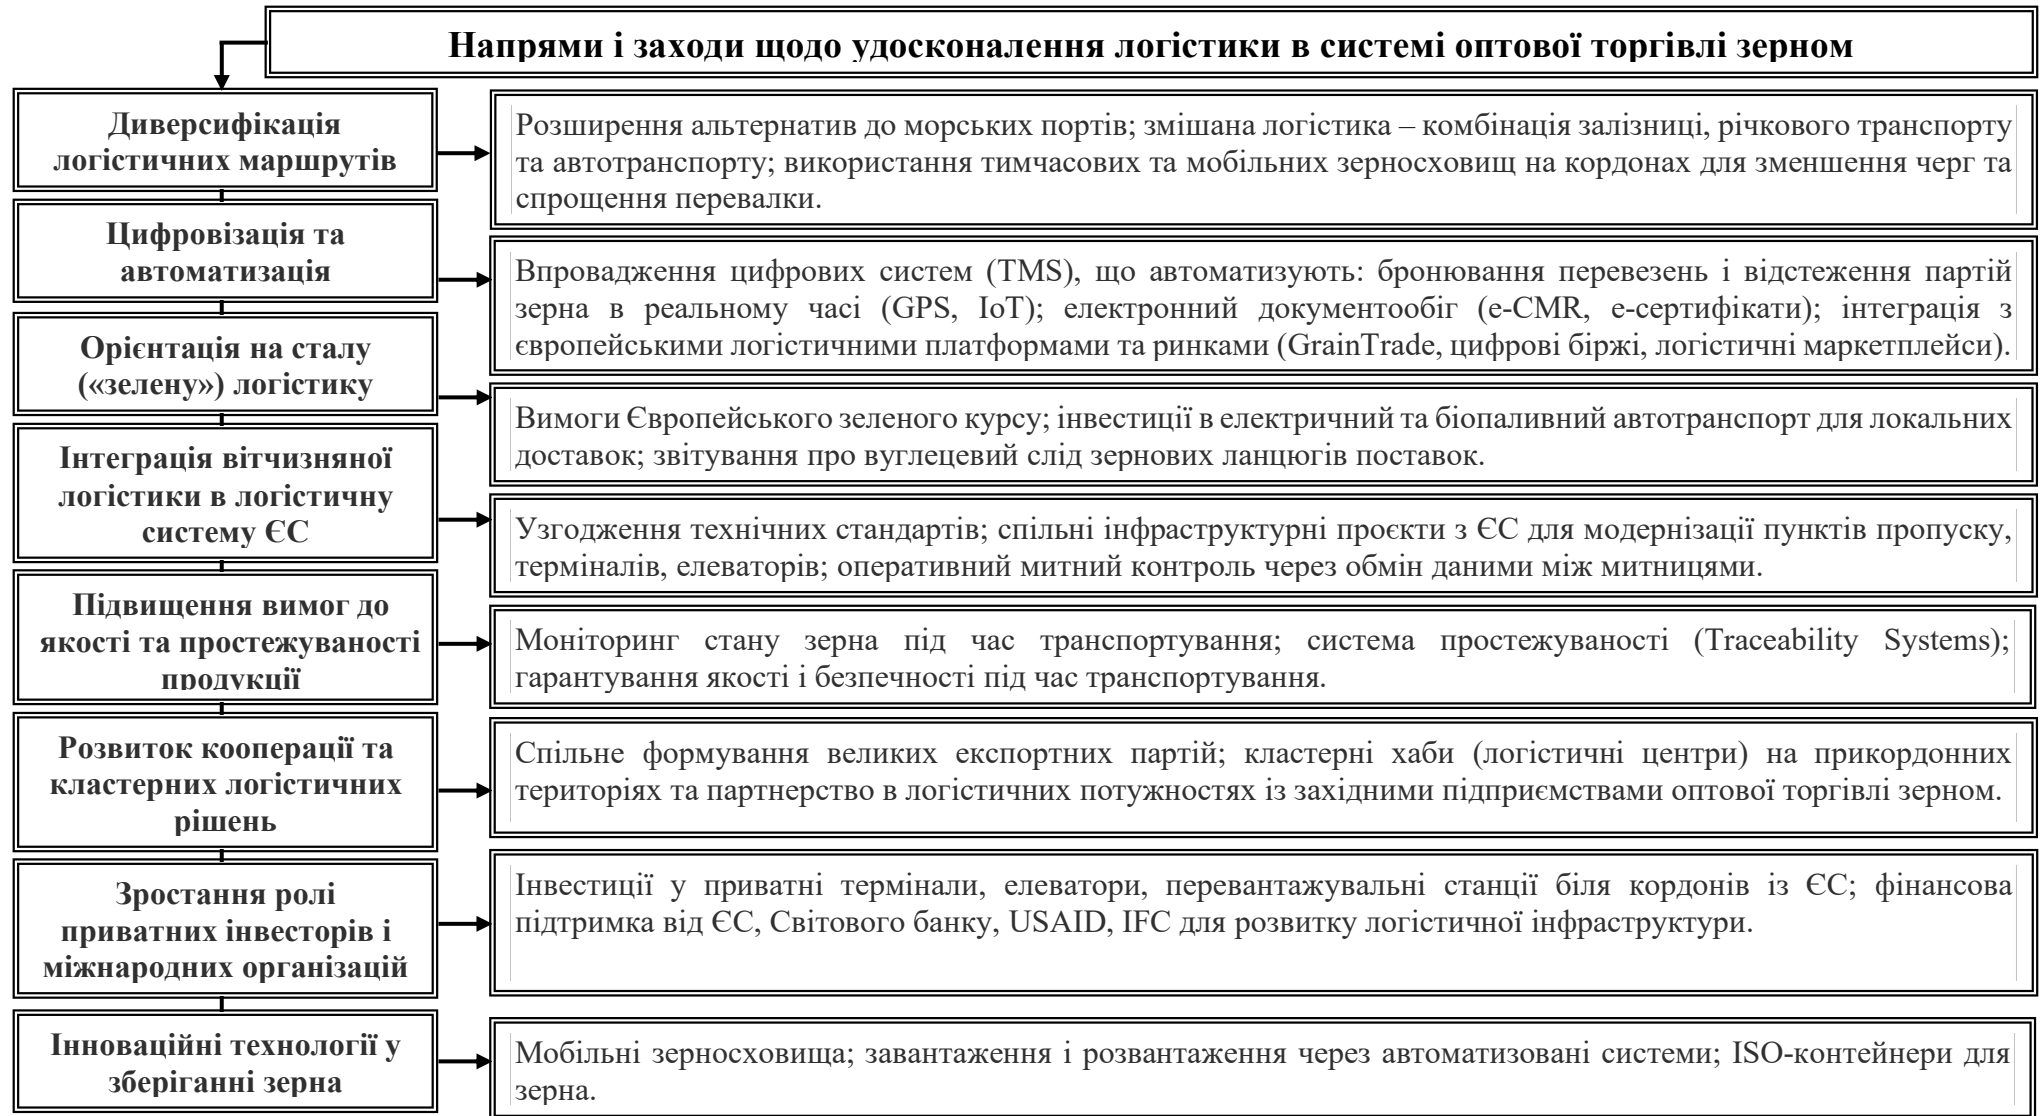 Напрями і заходи щодо удосконалення логістики в системі оптової торгівлі зерном
Диверсифікація
логістичних маршрутів
Розширення альтернатив до морських портів; змішана логістика – комбінація залізниці, річкового транспорту
та автотранспорту; використання тимчасових та мобільних зерносховищ на кордонах для зменшення черг та
спрощення перевалки.
Цифровізація та
автоматизація
Впровадження цифрових систем (TMS), що автоматизують: бронювання перевезень і відстеження партій
зерна в реальному часі (GPS, IoT); електронний документообіг (e-CMR, е-сертифікати); інтеграція з
європейськими логістичними платформами та ринками (GrainTrade, цифрові біржі, логістичні маркетплейси).
Орієнтація на сталу
(«зелену») логістику
Вимоги Європейського зеленого курсу; інвестиції в електричний та біопаливний автотранспорт для локальних
доставок; звітування про вуглецевий слід зернових ланцюгів поставок.
Інтеграція вітчизняної
логістики в логістичну
систему ЄС
Узгодження технічних стандартів; спільні інфраструктурні проєкти з ЄС для модернізації пунктів пропуску,
терміналів, елеваторів; оперативний митний контроль через обмін даними між митницями.
Підвищення вимог до
якості та простежуваності
продукції
Моніторинг стану зерна під час транспортування; система простежуваності (Traceability Systems);
гарантування якості і безпечності під час транспортування.
Розвиток кооперації та
кластерних логістичних
рішень
Спільне формування великих експортних партій; кластерні хаби (логістичні центри) на прикордонних
територіях та партнерство в логістичних потужностях із західними підприємствами оптової торгівлі зерном.
Зростання ролі
приватних інвесторів і
міжнародних організацій
Інвестиції у приватні термінали, елеватори, перевантажувальні станції біля кордонів із ЄС; фінансова
підтримка від ЄС, Світового банку, USAID, IFC для розвитку логістичної інфраструктури.
Інноваційні технології у
зберіганні зерна
Мобільні зерносховища; завантаження і розвантаження через автоматизовані системи; ISO-контейнери для
зерна.